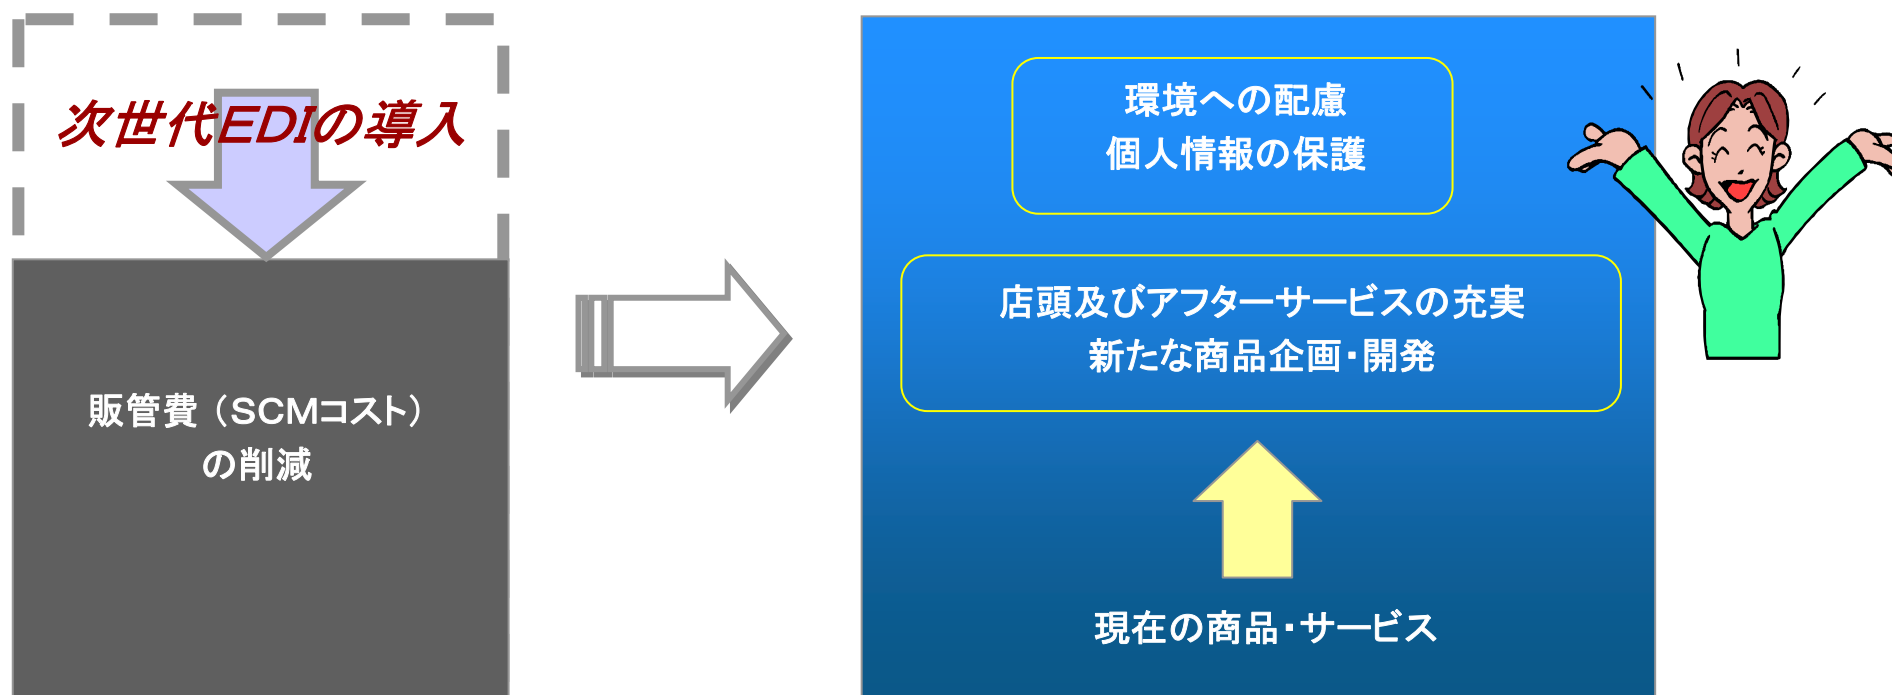 次世代EDIの導入
販管費（SCMコスト）
の削減
環境への配慮
個人情報の保護
店頭及びアフターサービスの充実
新たな商品企画・開発
現在の商品・サービス